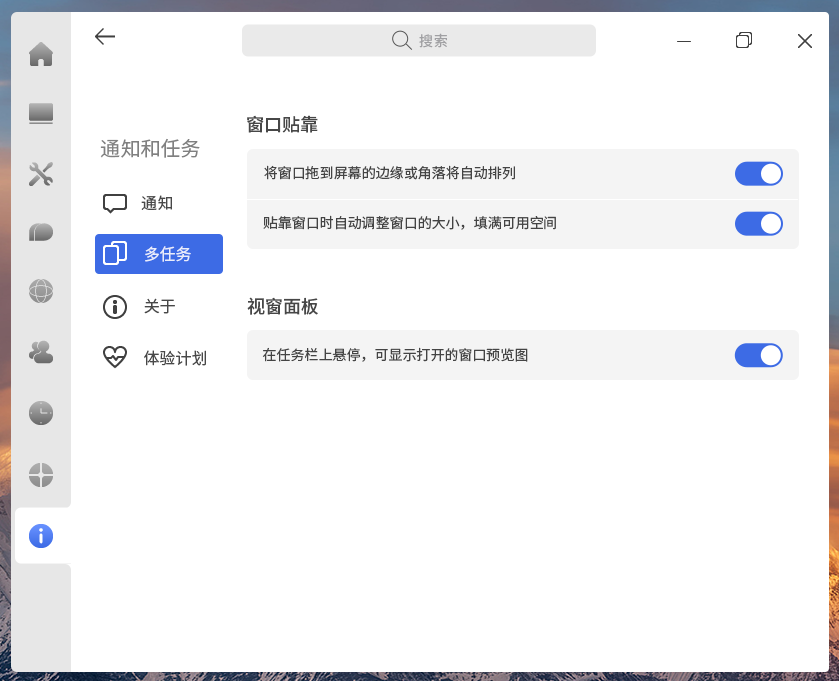 搜索
通知和任务
通知
多任务
关于
体验计划
窗口贴靠
将窗口拖到屏幕的边缘或角落将自动排列
贴靠窗口时自动调整窗口的大小，填满可用空间
视窗面板
在任务栏上悬停，可显示打开的窗口预览图